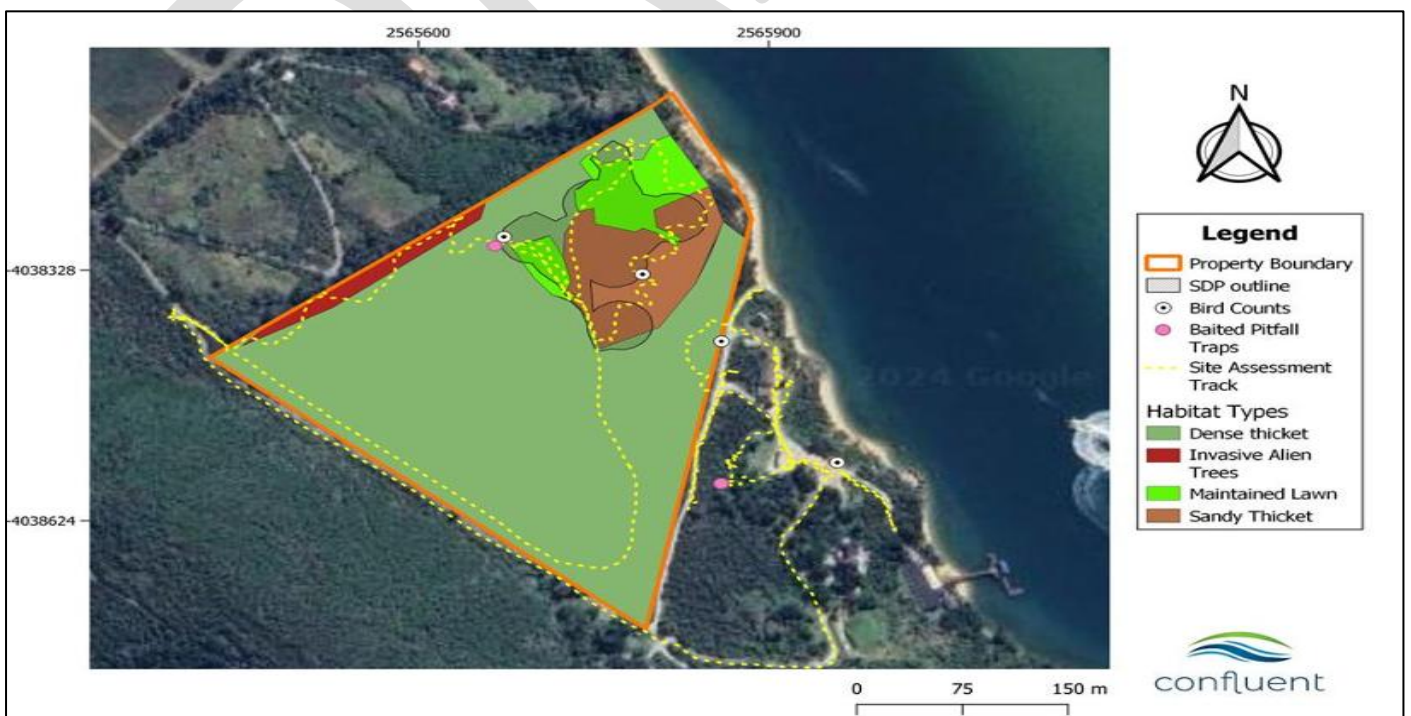 2565600
2565900
N
-4038328
-4038624
2024 Google
Legend
Property Boundary
SDP outline
Bird Counts
Baited Pitfall
Traps
Site Assessment
Track
Habitat Types
Dense thicket
Invasive Alien
Trees
Maintained Lawn
Sandy Thicket
0
75
150 m
confluent